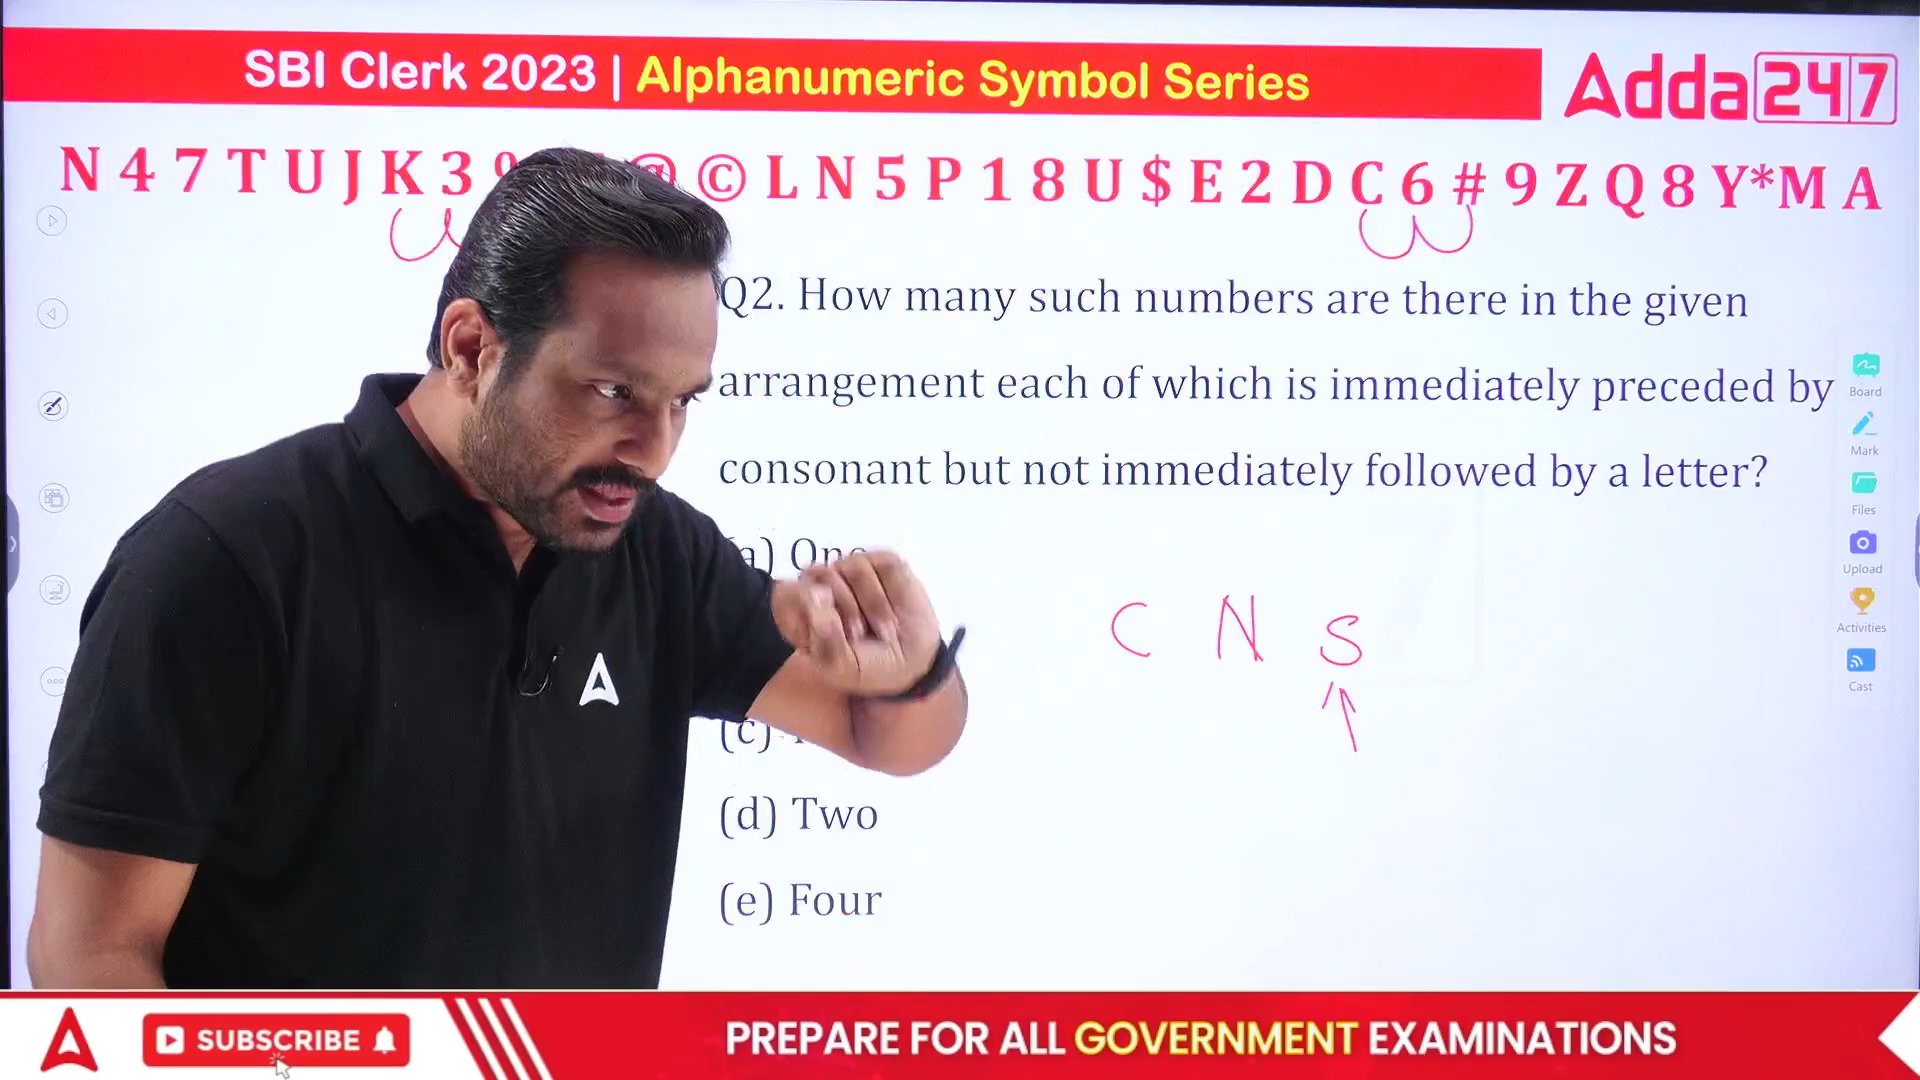 SBI Clerk 2023 | Alphanumeric Symbol Series
Adda247
N 4 7 T U J K 3 @ © L N 5 P 1 8 U $ E 2 D C 6 # 9 Z Q 8 Y * M A
Q2. How many such numbers are there in the given
arrangement each of which is immediately preceded by
consonant but not immediately followed by a letter?
(a) One
(c)
(d) Two
(e) Four
C N S
Board
Mark
Files
Upload
Activities
Cast
SUBSCRIBE
PREPARE FOR ALL GOVERNMENT EXAMINATIONS